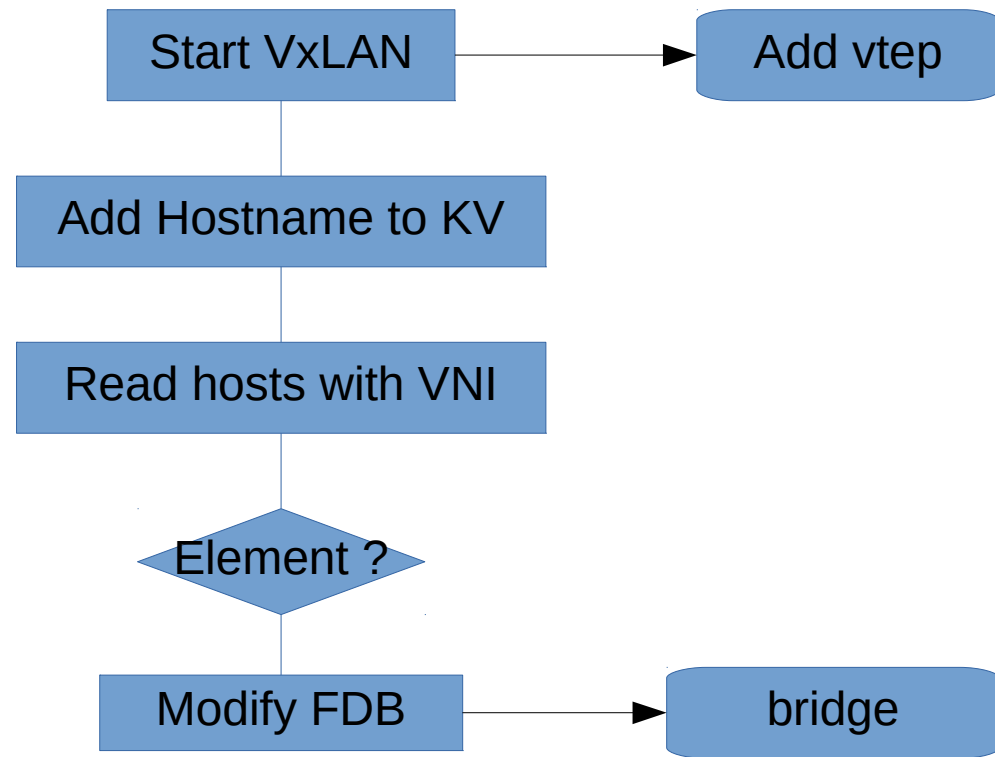 Start VxLAN
Add vtep
Add Hostname to KV
Read hosts with VNI
Element ?
Modify FDB
bridge